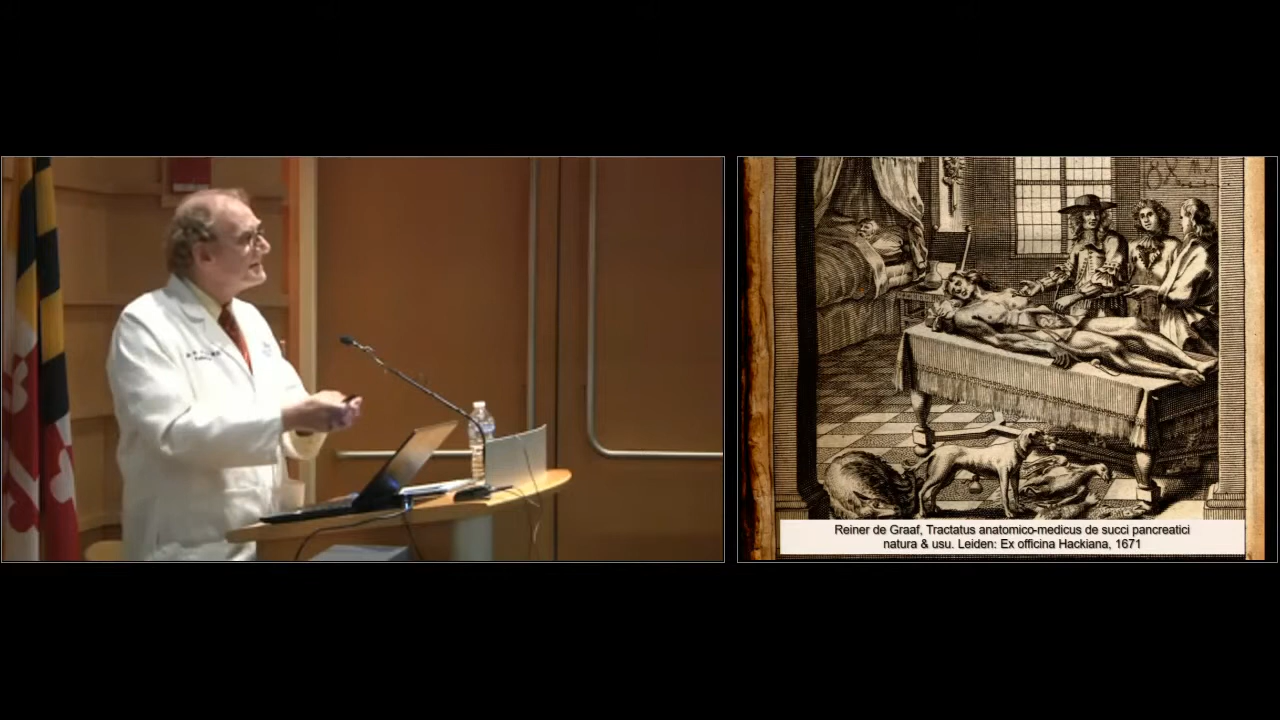 Reiner de Graaf, Tractatus anatomico-medicus de succi pancreatici
natura & usu. Leiden: Ex officina Hackiana, 1671